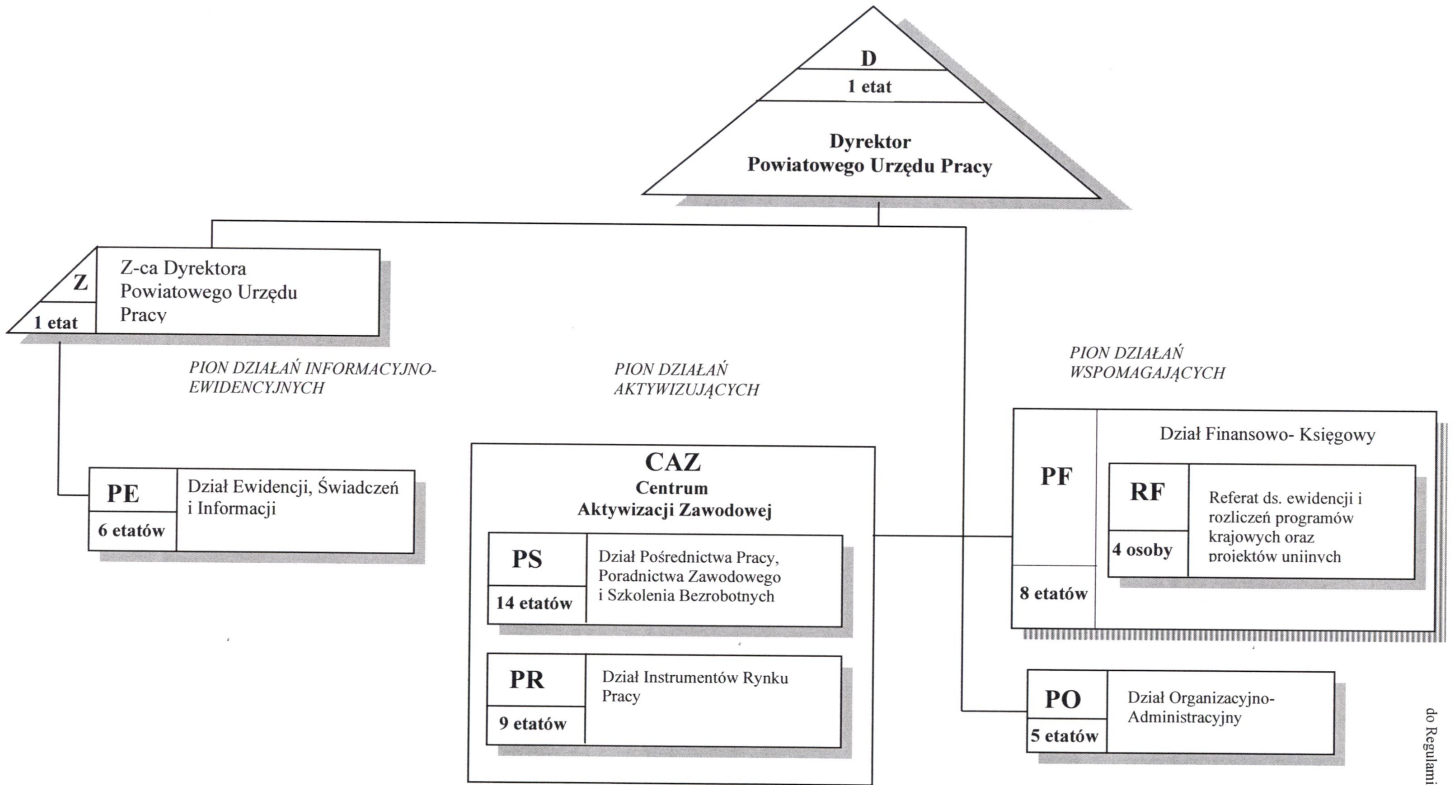 D
1 etat
Dyrektor
Powiatowego Urzędu Pracy
Z
1 etat
Z-ca Dyrektora
Powiatowego Urzędu
Pracy
PION DZIAŁAŃ INFORMACYJNO-
EWIDENCYJNYCH
PION DZIAŁAŃ
AKTYWIZUJĄCYCH
PION DZIAŁAŃ
WSPOMAGAJĄCYCH
PE
6 etatów
Dział Ewidencji, Świadczeń
i Informacji
CAZ
Centrum
Aktywizacji Zawodowej
PS
14 etatów
Dział Pośrednictwa Pracy,
Poradnictwa Zawodowego
i Szkolenia Bezrobotnych
PR
9 etatów
Dział Instrumentów Rynku
Pracy
PF
8 etatów
Dział Finansowo- Księgowy
RF
4 osoby
Referat ds. ewidencji i
rozliczeń programów
krajowych oraz
projektów unijnych
PO
5 etatów
Dział Organizacyjno-
Administracyjny
do Regulami